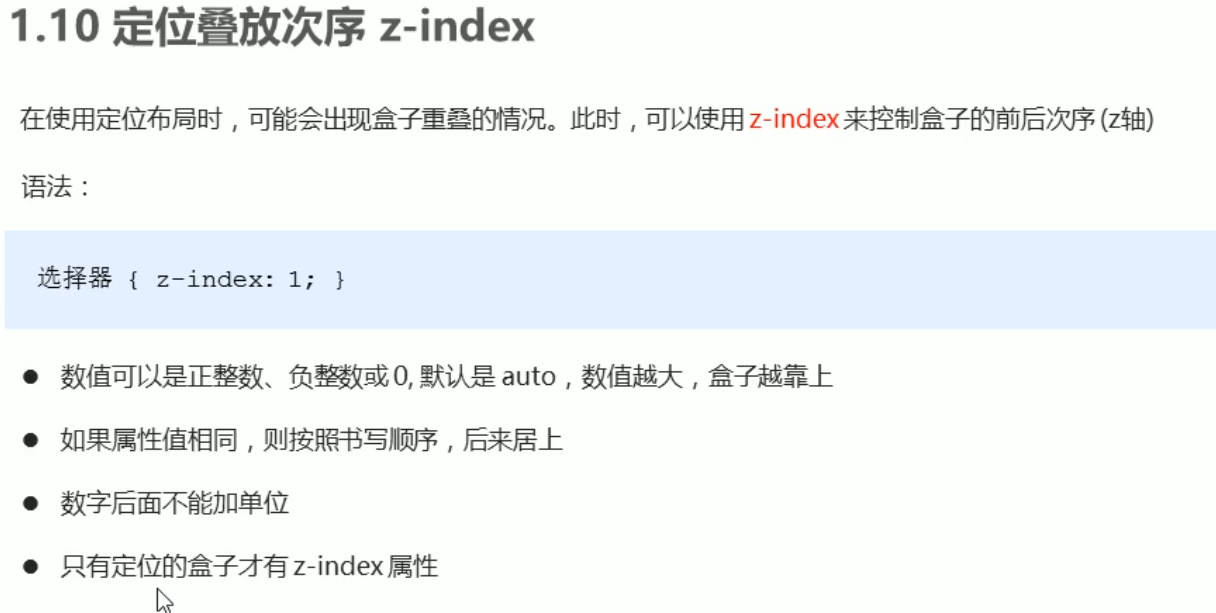 1.10 定位叠放次序 z-index
在使用定位布局时，可能会出现盒子重叠的情况。此时，可以使用 z-index 来控制盒子的前后次序 (z轴)
语法：
选择器 { z-index: 1; }
● 数值可以是正整数、负整数或 0, 默认是 auto，数值越大，盒子越靠上
● 如果属性值相同，则按照书写顺序，后来居上
● 数字后面不能加单位
● 只有定位的盒子才有 z-index 属性